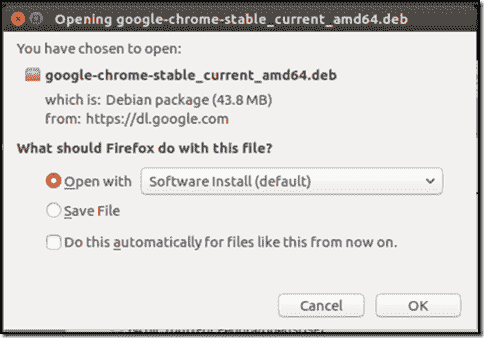 Opening google-chrome-stable_current_amd64.deb
You have chosen to open:
google-chrome-stable_current_amd64.deb
which is: Debian package (43.8 MB)
from: https://dl.google.com
What should Firefox do with this file?
Open with Software Install (default)
Save File
Do this automatically for files like this from now on.
Cancel OK